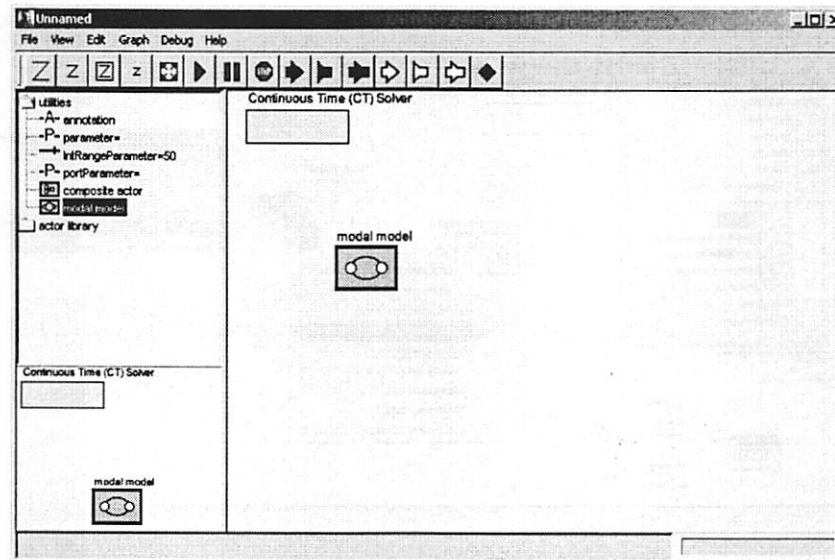 Unnamed
File View Edit Graph Debug Help
Z Z Z z STOP
utilities
-A- annotation
-P- parameter=
IntRangeParameter=50
-P- portParameter=
composite actor
modal model
actor library
Continuous Time (CT) Solver
modal model
Continuous Time (CT) Solver
modal model